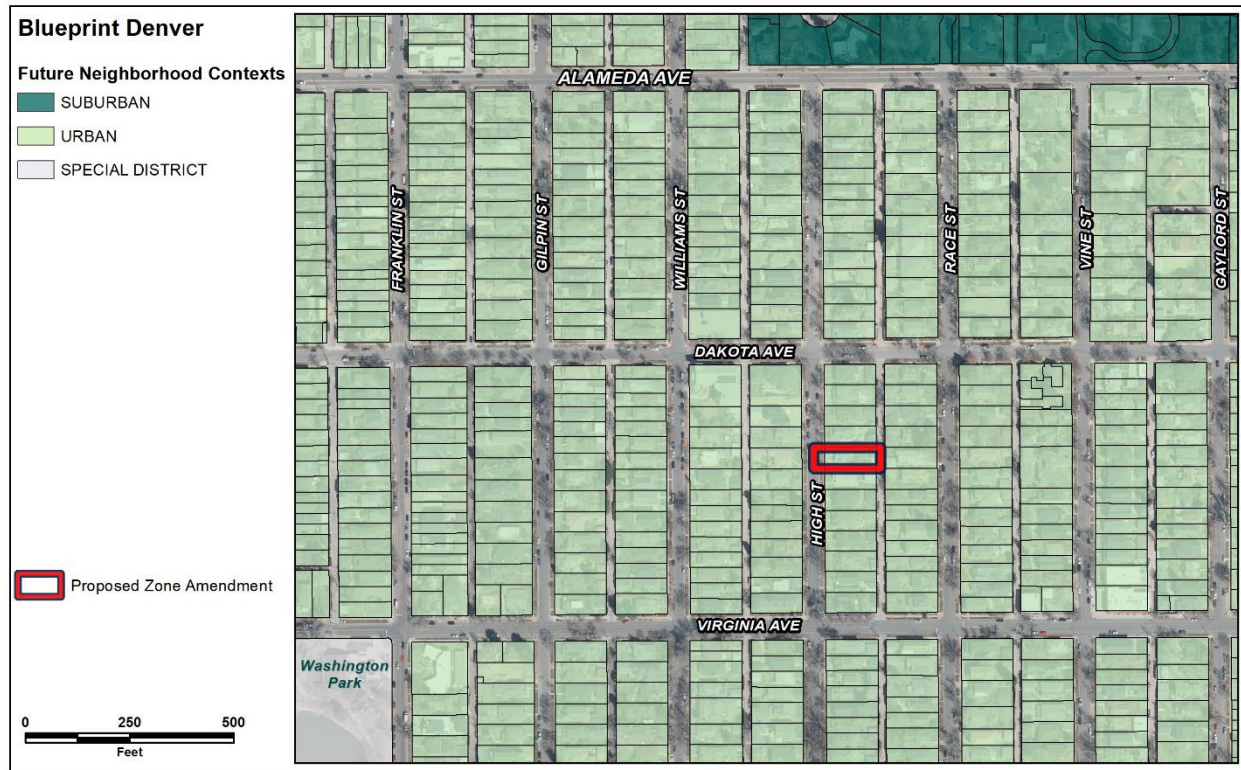 Blueprint Denver
Future Neighborhood Contexts
SUBURBAN
URBAN
SPECIAL DISTRICT
Proposed Zone Amendment
0 250 500
Feet
ALAMEDA AVE
FRANKLIN ST
GILPIN ST
WILLIAMS ST
RACE ST
VINE ST
GAYLORD ST
DAKOTA AVE
HIGH ST
VIRGINIA AVE
Washington
Park